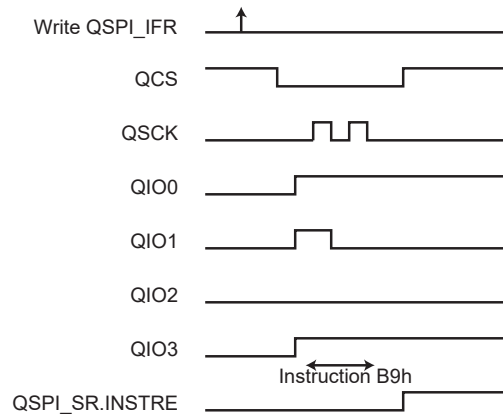 Write QSPI_IFR
QCS
QSCK
QIO0
QIO1
QIO2
QIO3
Instruction B9h
QSPI_SR.INSTRE